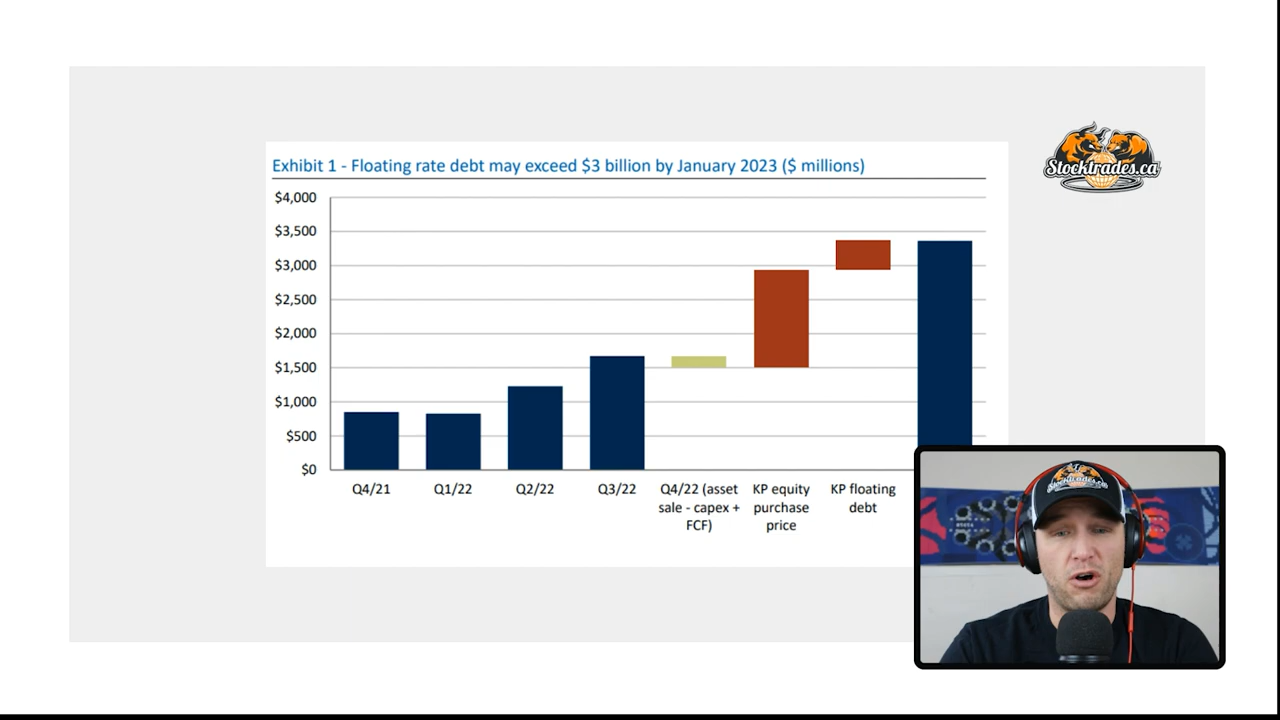 Exhibit 1 - Floating rate debt may exceed $3 billion by January 2023 ($ millions)
Stocktrades.ca
$4,000
$3,500
$3,000
$2,500
$2,000
$1,500
$1,000
$500
$0
Q4/21
Q1/22
Q2/22
Q3/22
Q4/22 (asset
sale - capex +
FCF)
KP equity
purchase
price
KP floating
debt
Stocktrades.ca